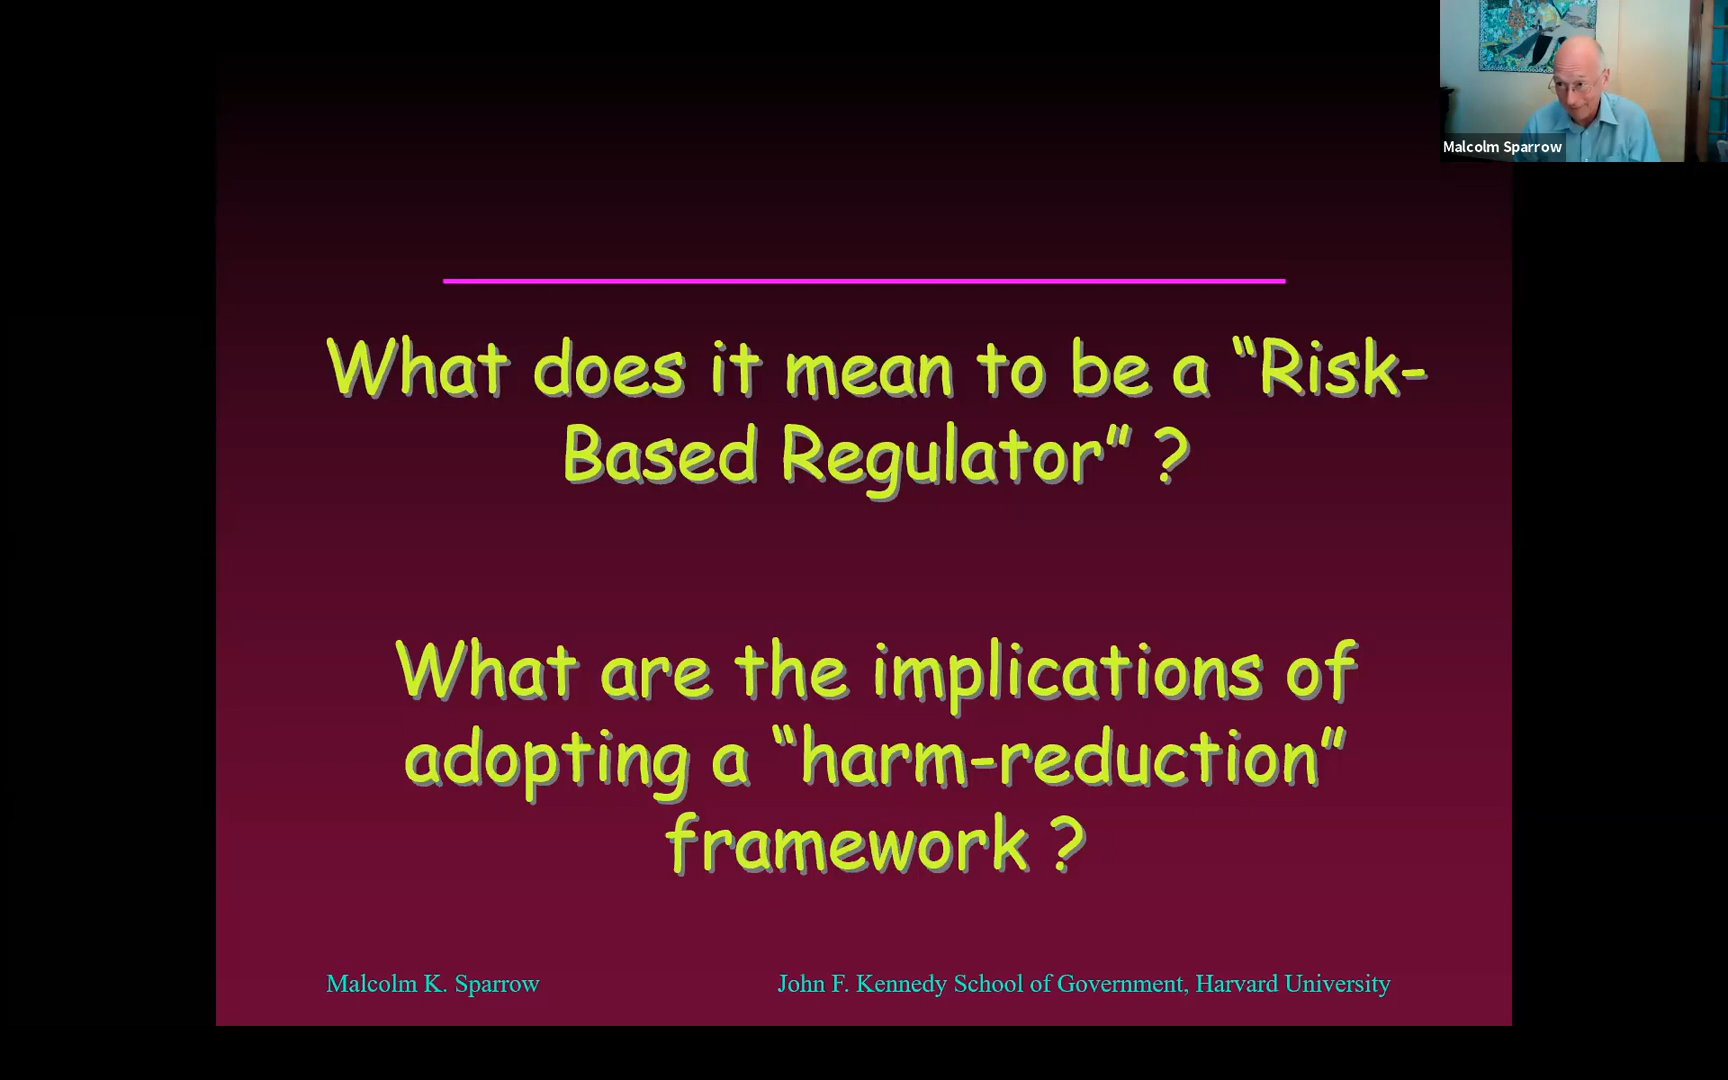 Malcolm Sparrow
What does it mean to be a “Risk-
Based Regulator” ?
What are the implications of
adopting a “harm-reduction”
framework ?
Malcolm K. Sparrow
John F. Kennedy School of Government, Harvard University